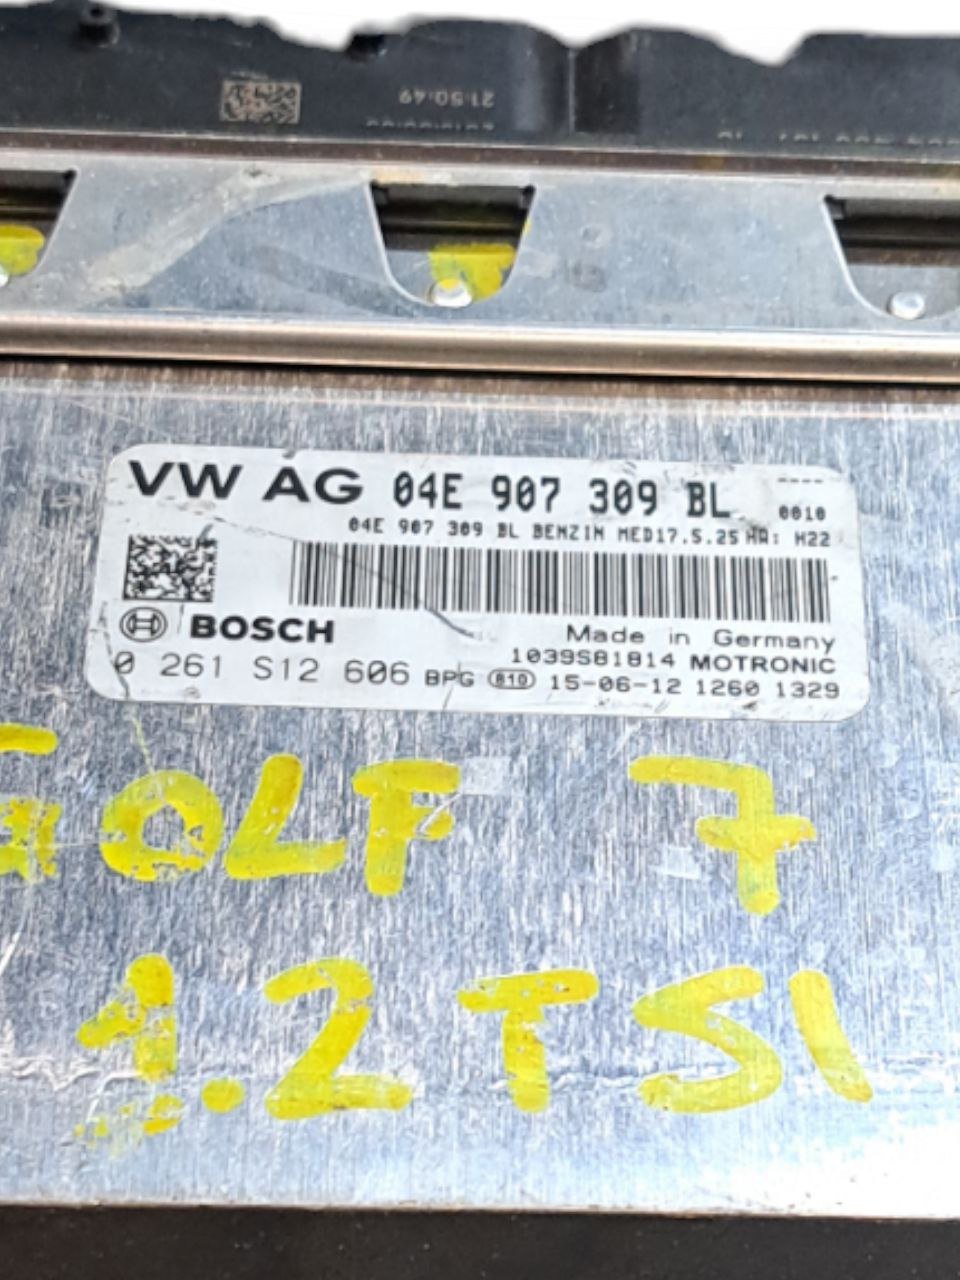 21:50:49
VW AG 04E 907 309 BL ----
0010
04E 907 309 BL BENZIN MED17.5.25 HW: H22
BOSCH
Made in Germany
1039S81814 MOTRONIC
0 261 S12 606 BPG 810 15-06-12 1260 1329
GOLF 7
1.2 TSI